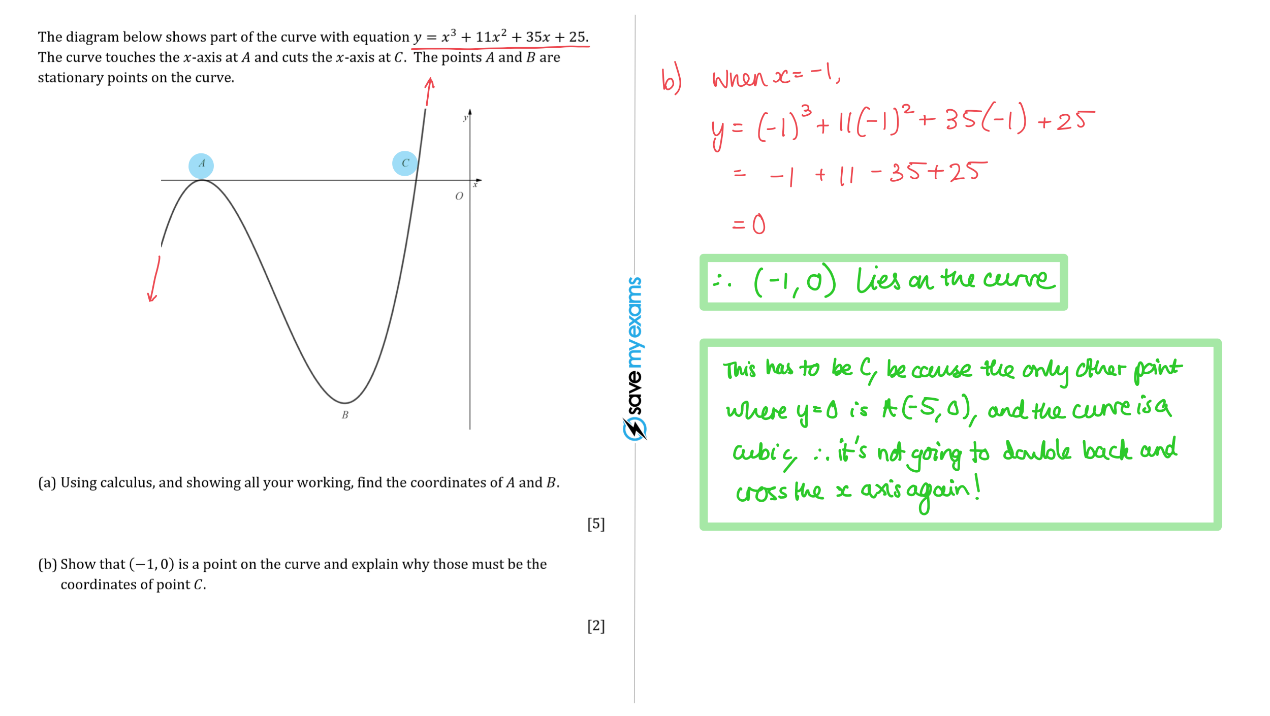 The diagram below shows part of the curve with equation y = x³ + 11x² + 35x + 25.
The curve touches the x-axis at A and cuts the x-axis at C. The points A and B are
stationary points on the curve.
y
A
C
x
O
B
(a) Using calculus, and showing all your working, find the coordinates of A and B.
[5]
(b) Show that (−1, 0) is a point on the curve and explain why those must be the
coordinates of point C.
[2]
save my exams
b) When x = -1,
y = (-1)³ + 11(-1)² + 35(-1) + 25
= -1 + 11 - 35 + 25
= 0
∴ (-1, 0) lies on the curve
This has to be C, because the only other point
where y=0 is A(-5, 0), and the curve is a
cubic, ∴ it's not going to double back and
cross the x axis again!